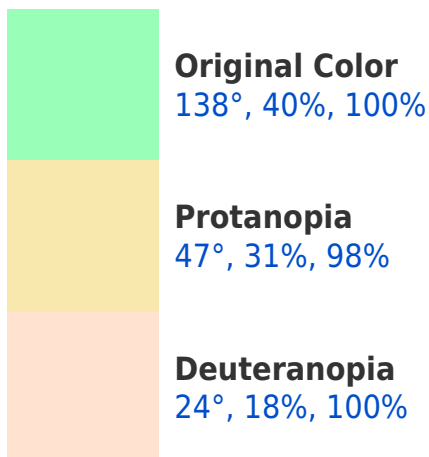 Original Color
138°, 40%, 100%
Protanopia
47°, 31%, 98%
Deuteranopia
24°, 18%, 100%